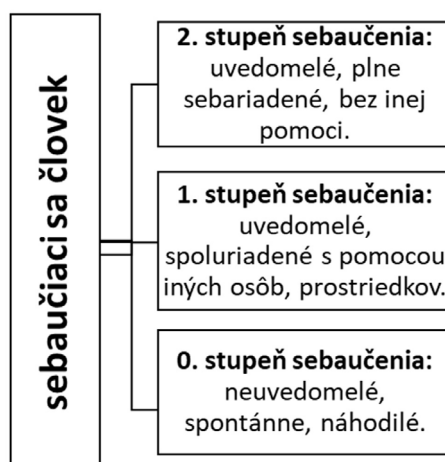 sebaučiaci sa človek
2. stupeň sebaučenia:
uvedomelé, plne
sebariadené, bez inej
pomoci.
1. stupeň sebaučenia:
uvedomelé,
spoluriadené s pomocou
iných osôb, prostriedkov.
0. stupeň sebaučenia:
neuvedomelé,
spontánne, náhodilé.